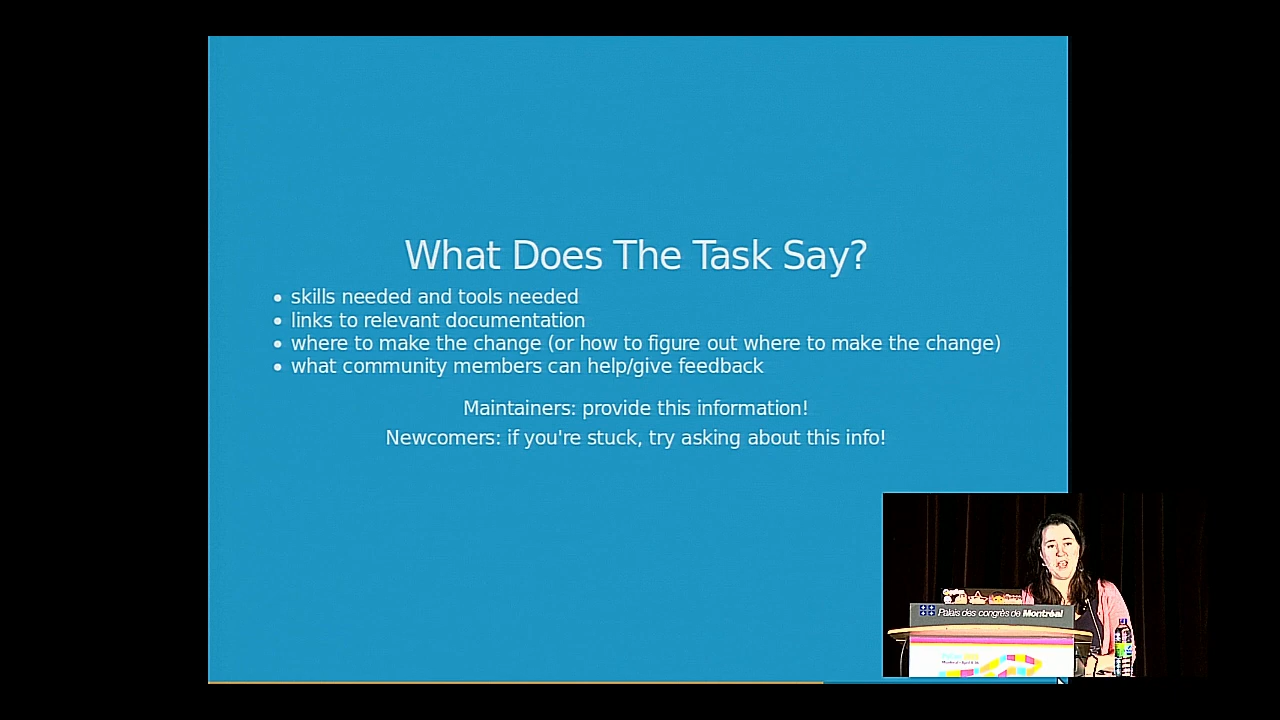 What Does The Task Say?
skills needed and tools needed
links to relevant documentation
where to make the change (or how to figure out where to make the change)
what community members can help/give feedback
Maintainers: provide this information!
Newcomers: if you're stuck, try asking about this info!
Palais des congrès de Montréal